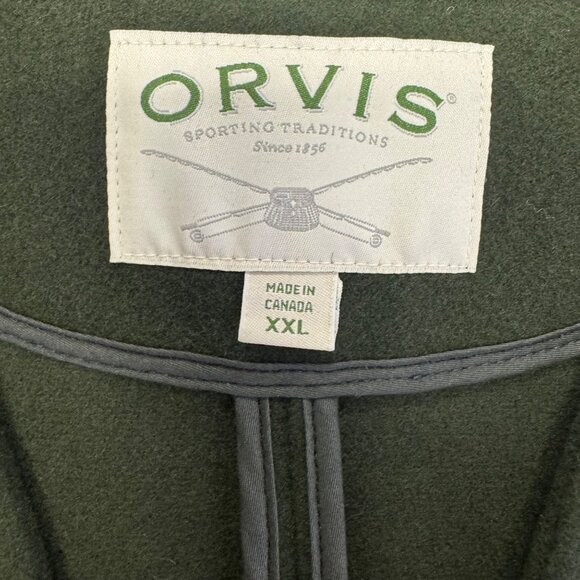 ORVIS®
SPORTING TRADITIONS
Since 1856
MADE IN
CANADA
XXL